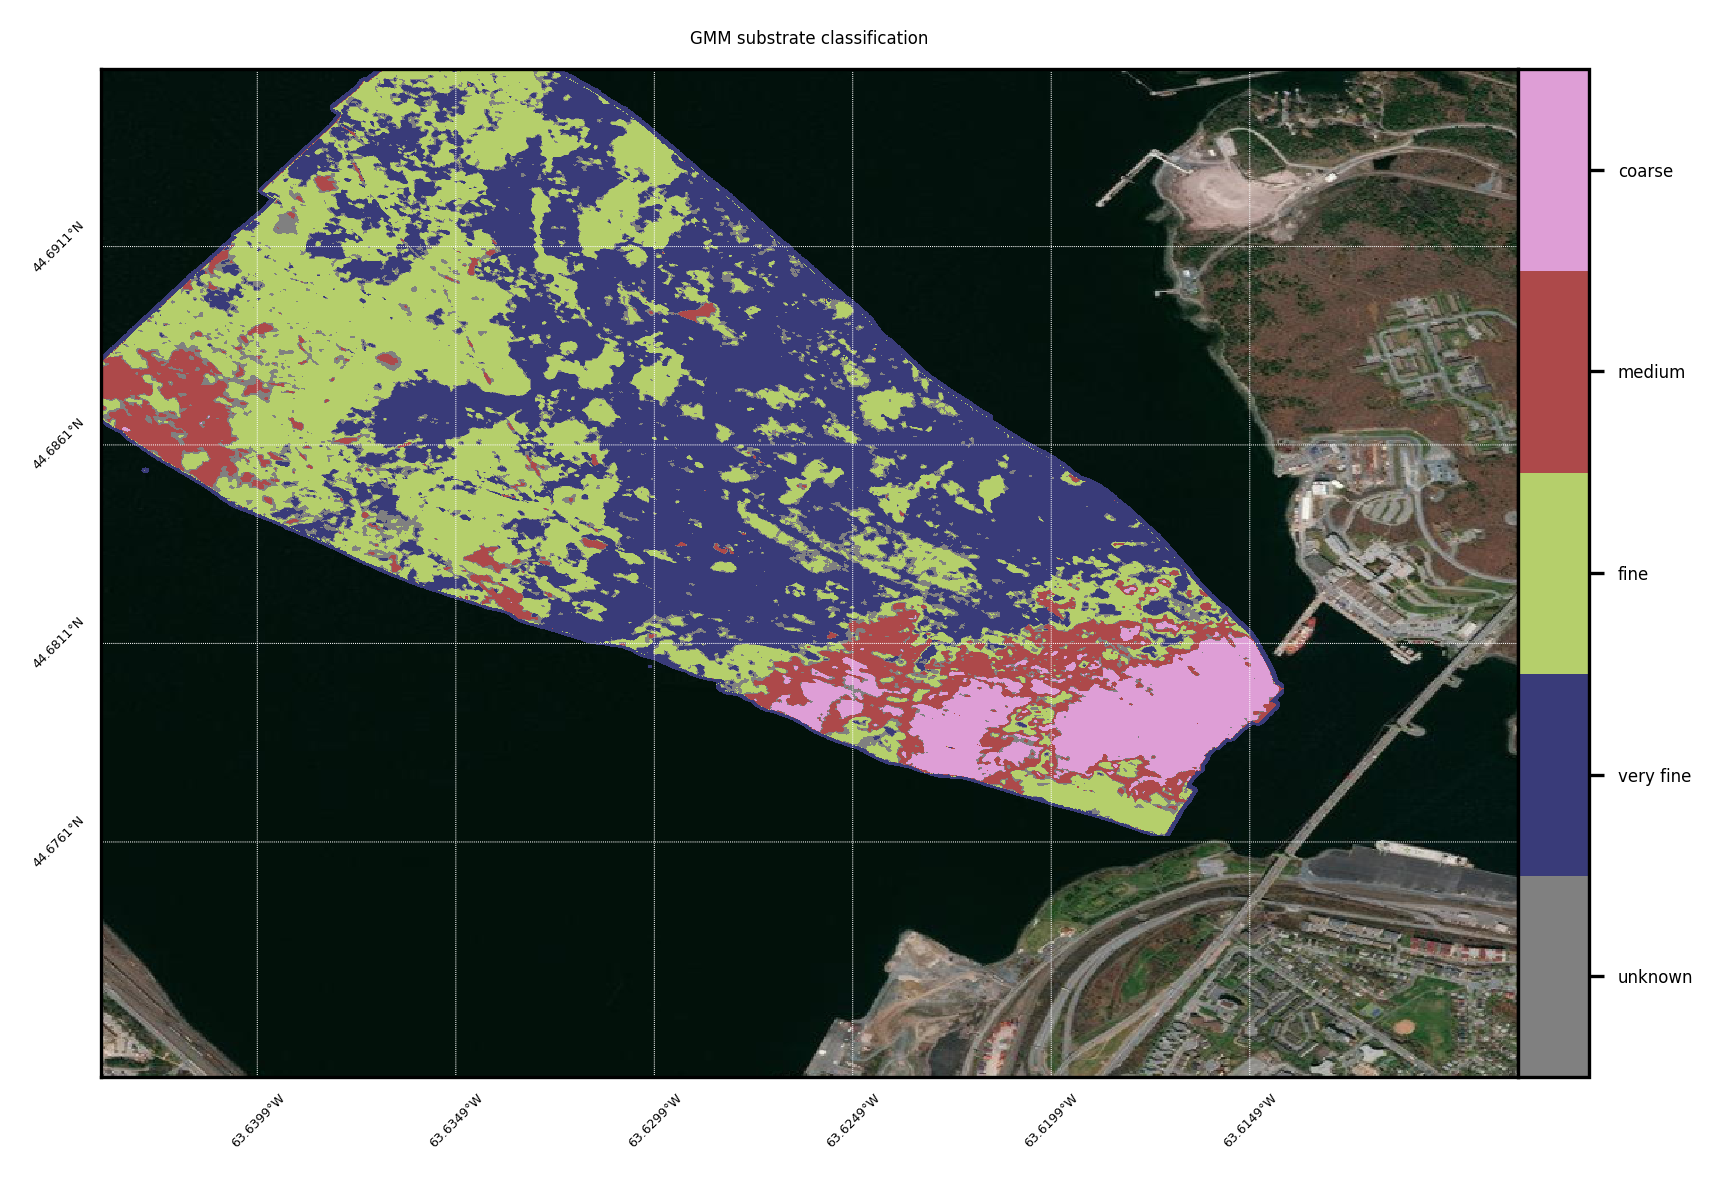 GMM substrate classification
44.6911°N
44.6861°N
44.6811°N
44.6761°N
63.6399°W
63.6349°W
63.6299°W
63.6249°W
63.6199°W
63.6149°W
coarse
medium
fine
very fine
unknown